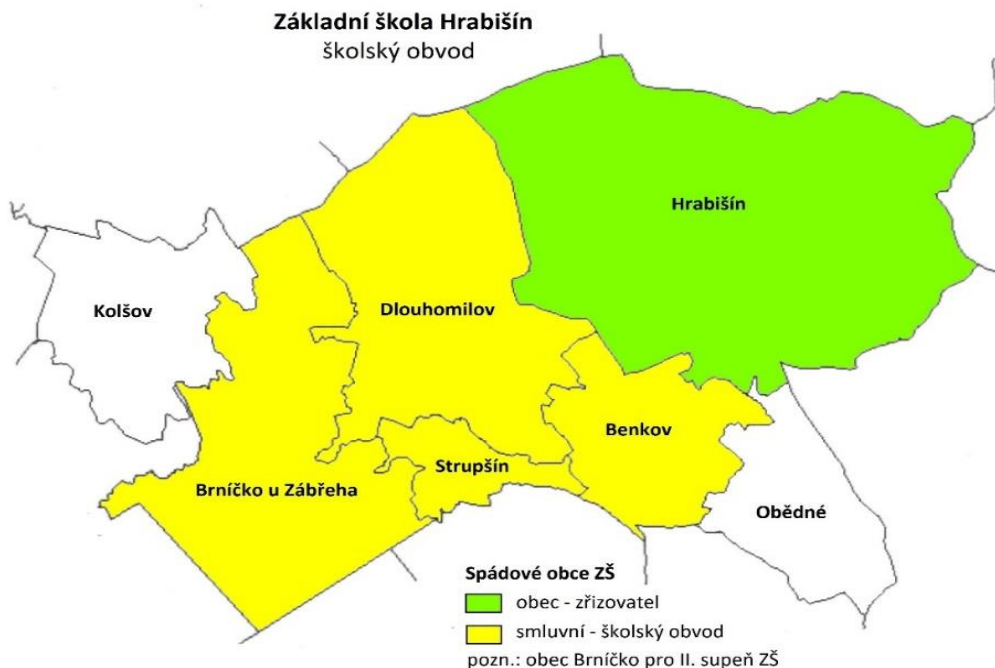 Základní škola Hrabišín
školský obvod
Hrabišín
Kolšov
Dlouhomilov
Benkov
Strupšín
Brníčko u Zábřeha
Obědné
Spádové obce ZŠ
obec - zřizovatel
smluvní - školský obvod
pozn.: obec Brníčko pro II. supeň ZŠ